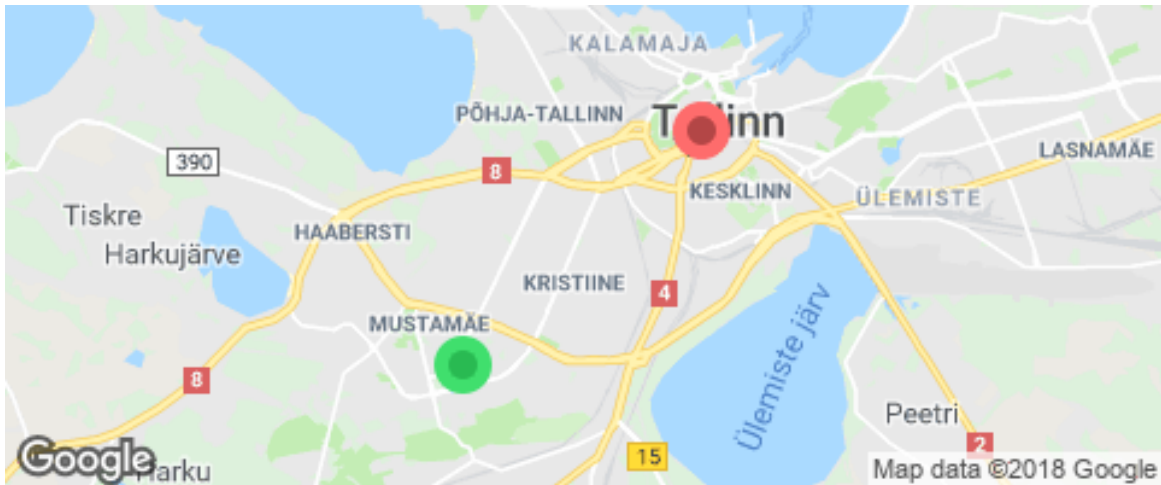 KALAMAJA
PÕHJA-TALLINN
Tallinn
LASNAMÄE
390
8
KESKLINN
ÜLEMISTE
Tiskre
HAABERSTI
Harkujärve
KRISTIINE
4
MUSTAMÄE
Ülemiste järv
8
Peetri
2
15
Google
Harku
Map data ©2018 Google